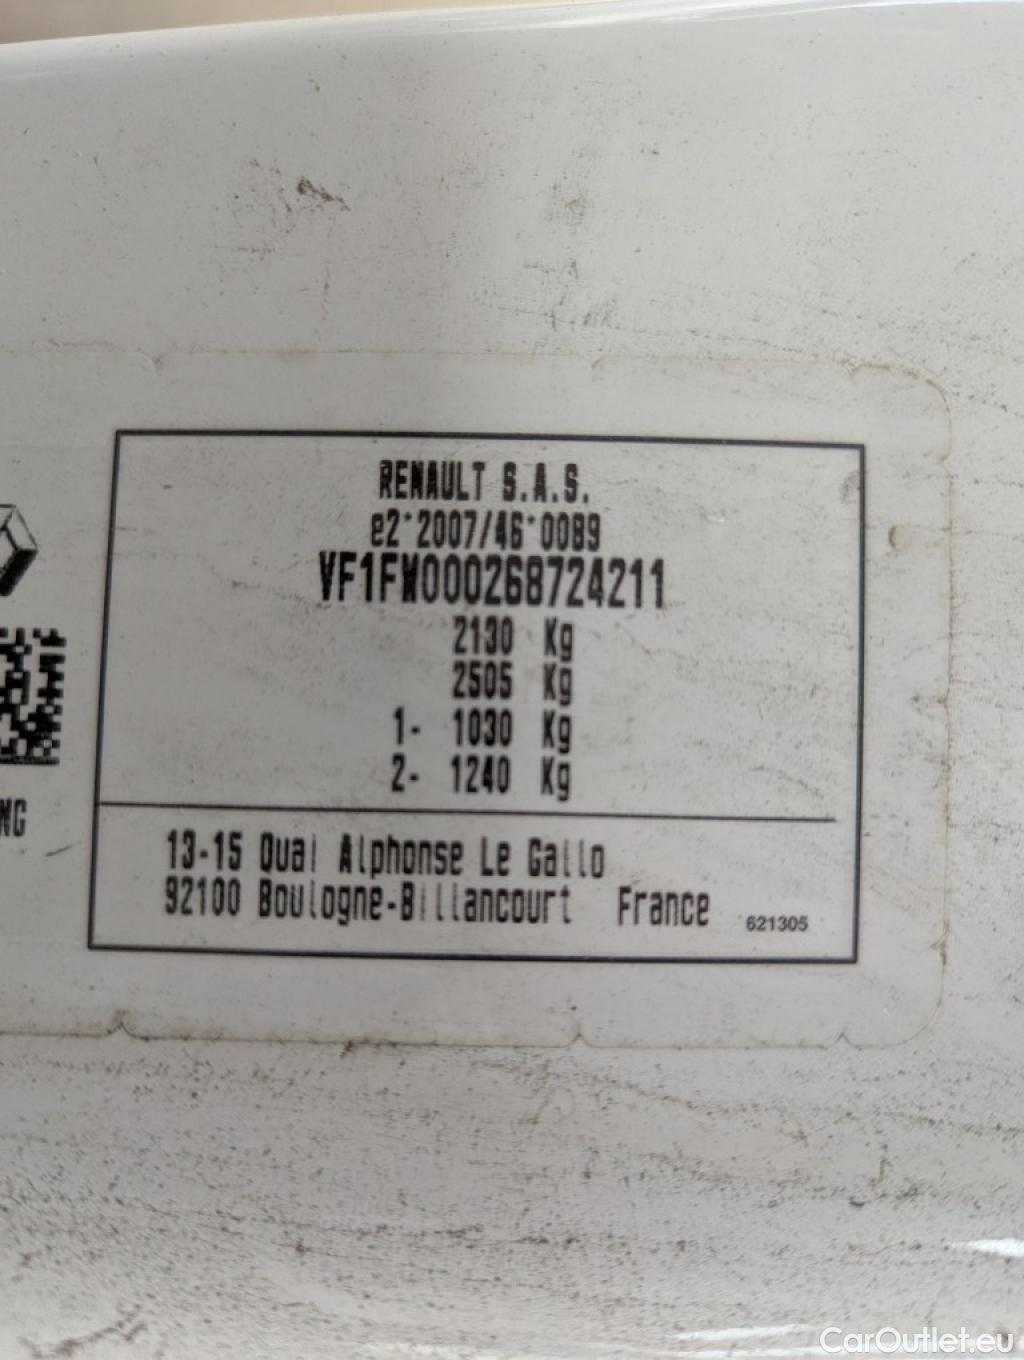 RENAULT S.A.S.
e2*2007/46*0089
VF1FW000268724211
2130 Kg
2505 Kg
1- 1030 Kg
2- 1240 Kg
NG
13-15 Quai Alphonse Le Gallo
92100 Boulogne-Billancourt France
621305
CarOutlet.eu